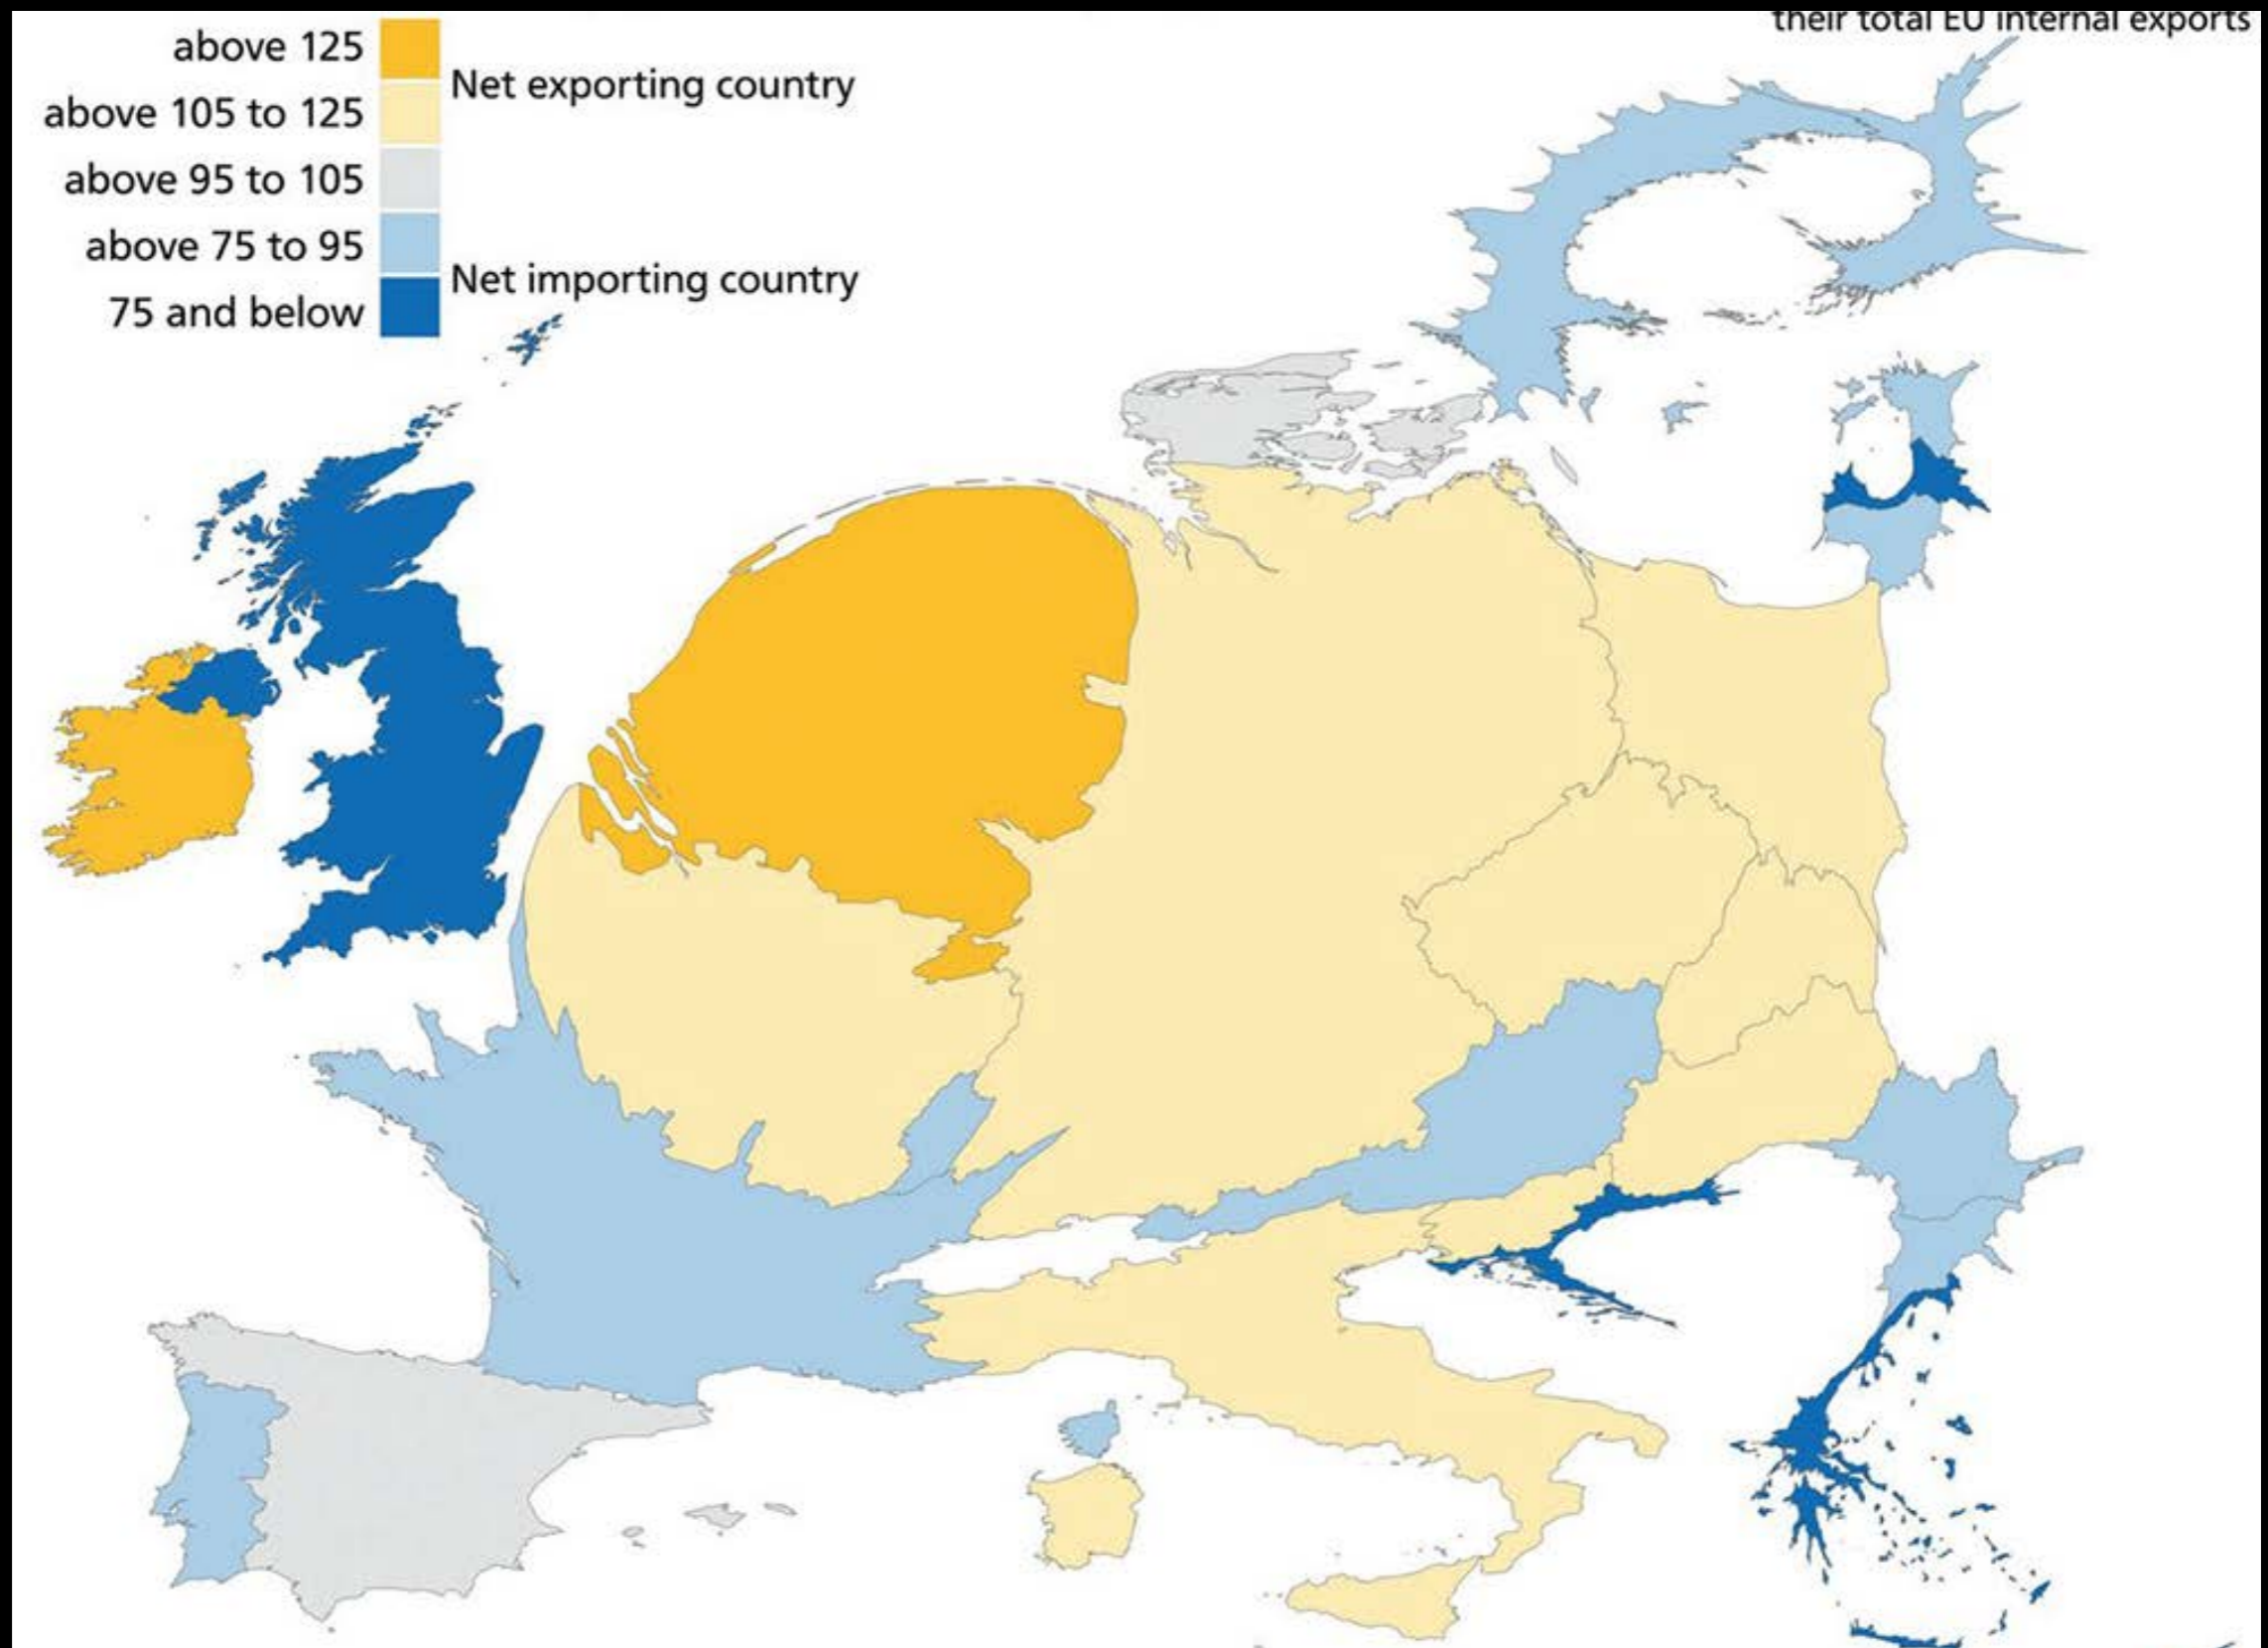 their total EU internal exports
above 125
Net exporting country
above 105 to 125
above 95 to 105
above 75 to 95
Net importing country
75 and below